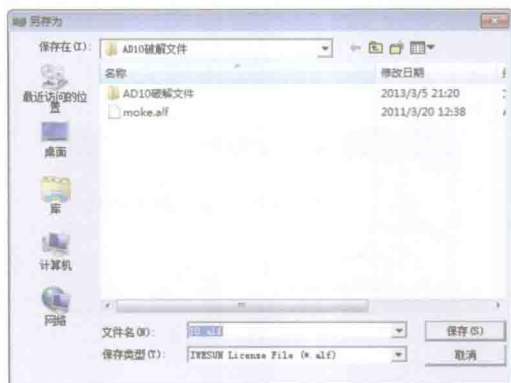 另存为
保存在(I):
AD10破解文件
名称
修改日期
最近访问的位置
AD10破解文件
2013/3/5 21:20
moke.alf
2011/3/20 12:38
桌面
库
计算机
网络
文件名(N):
保存(S)
保存类型(T):
License File (*.alf)
取消